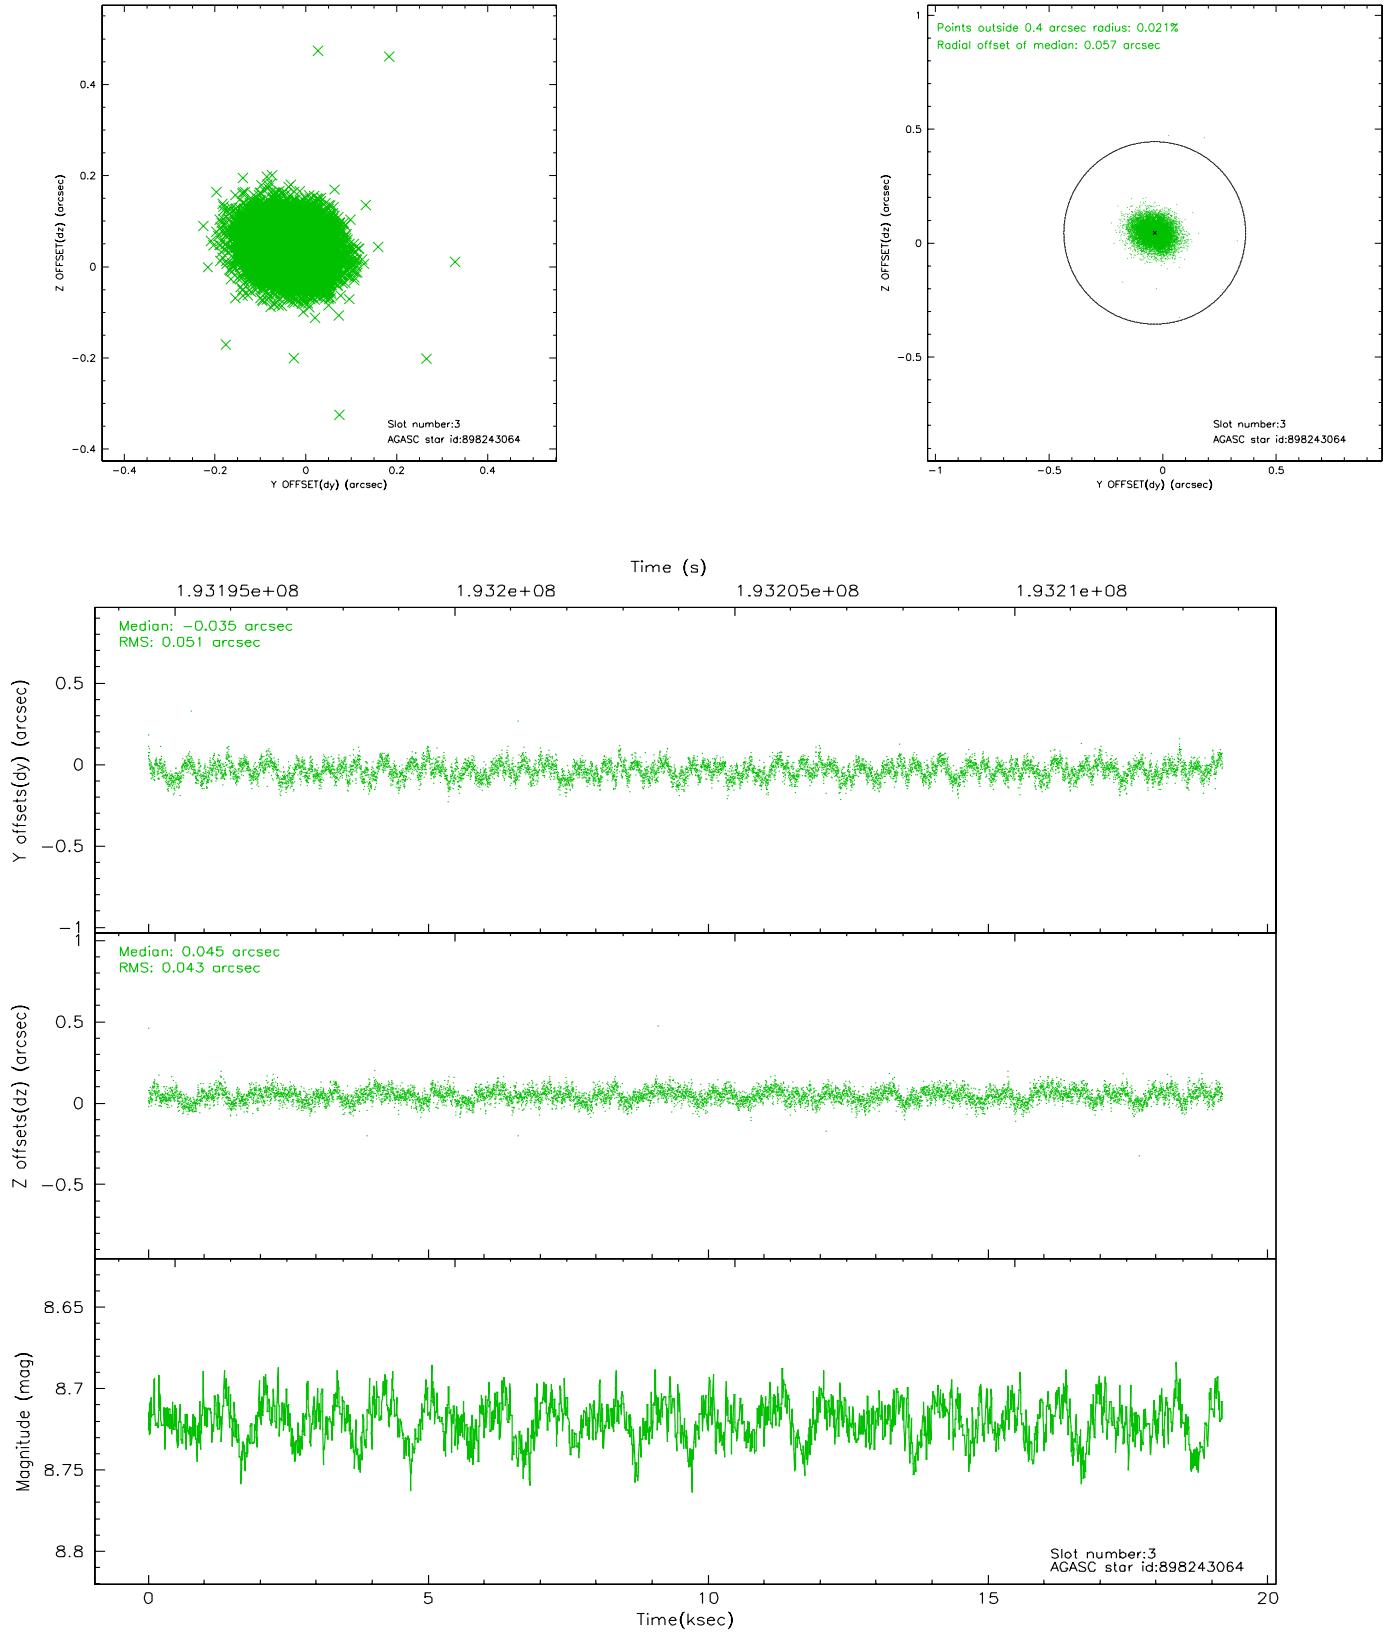 0.4
0.2
0
−0.2
−0.4
Z OFFSET(dz) (arcsec)
−0.4 −0.2 0 0.2 0.4
Y OFFSET(dy) (arcsec)
Slot number:3
AGASC star id:898243064
Points outside 0.4 arcsec radius: 0.021%
Radial offset of median: 0.057 arcsec
1
0.5
0
−0.5
Z OFFSET(dz) (arcsec)
−1 −0.5 0 0.5
Y OFFSET(dy) (arcsec)
Slot number:3
AGASC star id:898243064
Time (s)
1.93195e+08 1.932e+08 1.93205e+08 1.9321e+08
Median: −0.035 arcsec
RMS: 0.051 arcsec
0.5
0
−0.5
−1
Y offsets(dy) (arcsec)
Median: 0.045 arcsec
RMS: 0.043 arcsec
1
0.5
0
−0.5
Z offsets(dz) (arcsec)
8.65
8.7
8.75
8.8
Magnitude (mag)
Slot number:3
AGASC star id:898243064
0 5 10 15 20
Time(ksec)